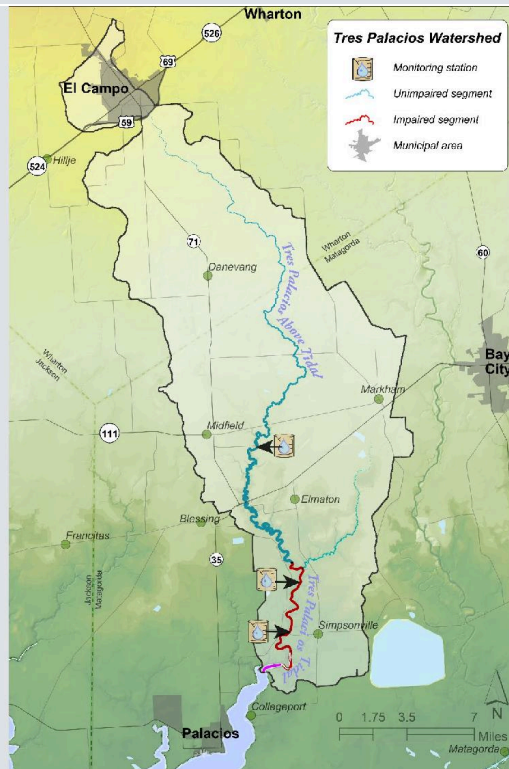 Wharton
526
69
El Campo
59
524
Hillje
Tres Palacios Watershed
Monitoring station
Unimpaired segment
Impaired segment
Municipal area
71
Danevang
Tres Palacios Above Tidal
Wharton
Matagorda
60
Wharton
Jackson
Bay
City
Markham
111
Midfield
Elmaton
Blessing
Francitas
35
Jackson
Matagorda
Tres Palaci os Tidal
Simpsonville
Collegeport
Palacios
N
0 1.75 3.5 7
Miles
Matagorda